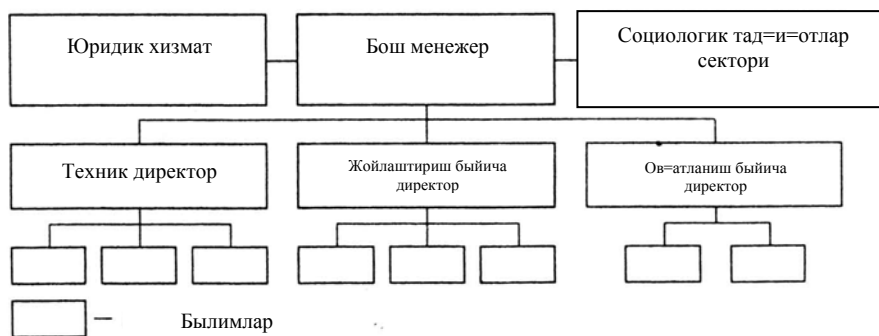 Юридик хизмат
Бош менежер
Социологик тад=и=отлар
сектори
Техник директор
Жойлаштириш быйича
директор
Ов=атланиш быйича
директор
— Былимлар